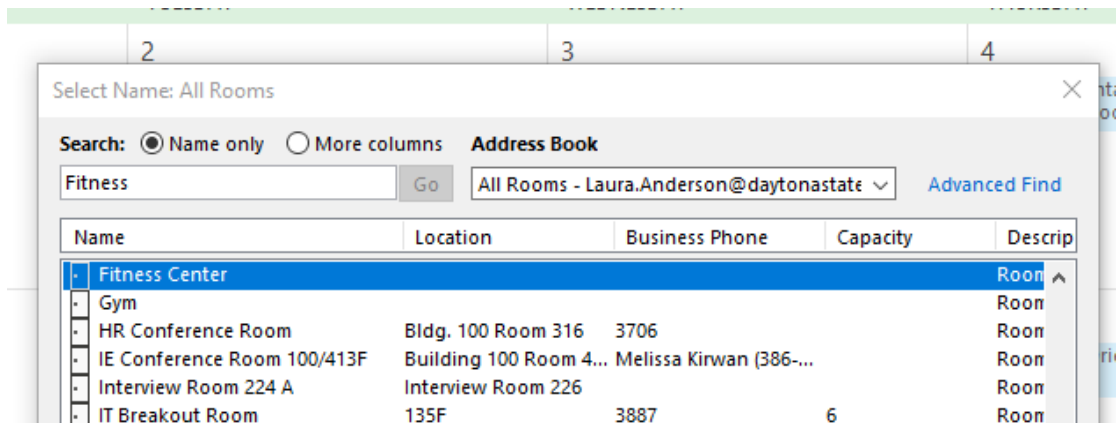 2 3 4
Select Name: All Rooms
Search: Name only More columns Address Book
Fitness Go All Rooms - Laura.Anderson@daytonastate Advanced Find
Name Location Business Phone Capacity Descrip
Fitness Center Room
Gym Room
HR Conference Room Bldg. 100 Room 316 3706 Room
IE Conference Room 100/413F Building 100 Room 4... Melissa Kirwan (386-... Room
Interview Room 224 A Interview Room 226 Room
IT Breakout Room 135F 3887 6 Room